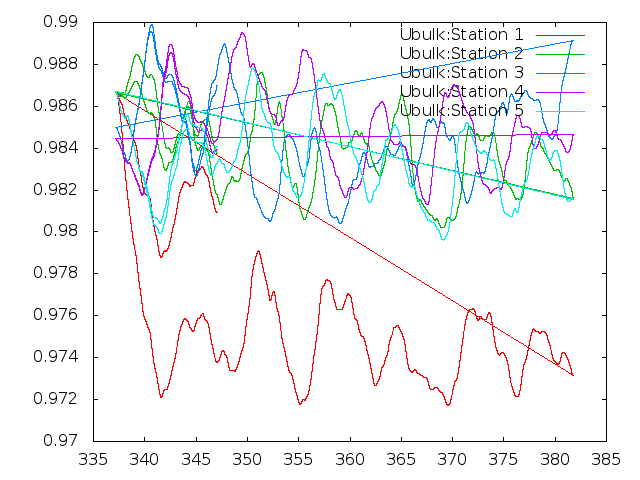 0.99
0.988
0.986
0.984
0.982
0.98
0.978
0.976
0.974
0.972
0.97
335 340 345 350 355 360 365 370 375 380 385
Ubulk:Station 1
Ubulk:Station 2
Ubulk:Station 3
Ubulk:Station 4
Ubulk:Station 5